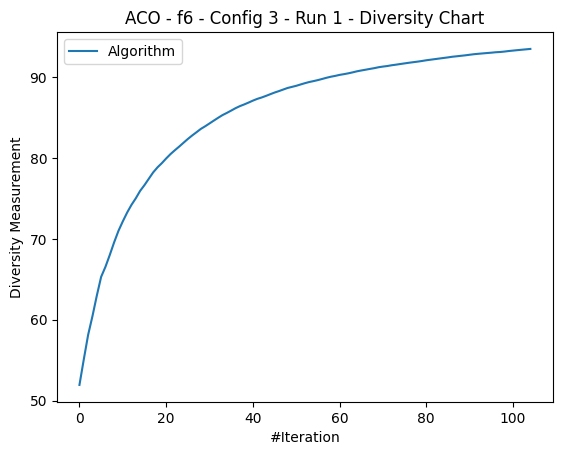 ACO - f6 - Config 3 - Run 1 - Diversity Chart
Algorithm
Diversity Measurement
90
80
70
60
50
0 20 40 60 80 100
#Iteration